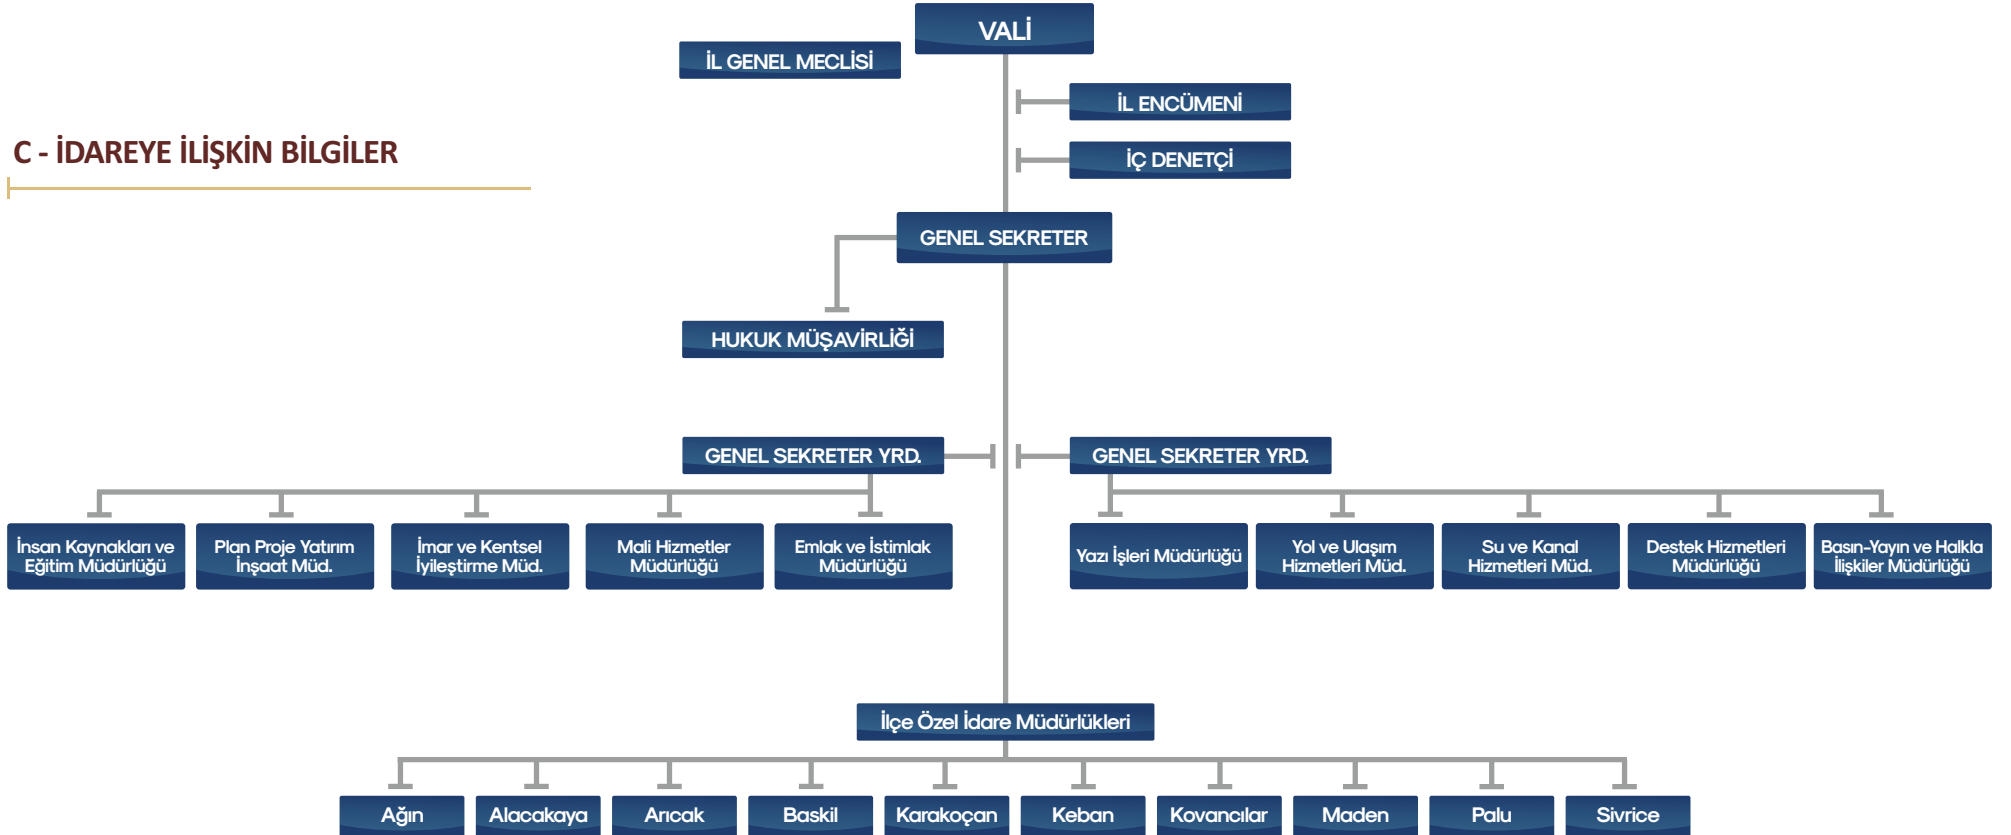 VALİ
İL GENEL MECLİSİ
İL ENCÜMENİ
C - İDAREYE İLİŞKİN BİLGİLER
İÇ DENETÇİ
GENEL SEKRETER
HUKUK MÜŞAVİRLİĞİ
GENEL SEKRETER YRD.
GENEL SEKRETER YRD.
İnsan Kaynakları ve
Eğitim Müdürlüğü
Plan Proje Yatırım
İnşaat Müd.
İmar ve Kentsel
İyileştirme Müd.
Mali Hizmetler
Müdürlüğü
Emlak ve İstimlak
Müdürlüğü
Yazı İşleri Müdürlüğü
Yol ve Ulaşım
Hizmetleri Müd.
Su ve Kanal
Hizmetleri Müd.
Destek Hizmetleri
Müdürlüğü
Basın-Yayın ve Halkla
İlişkiler Müdürlüğü
İlçe Özel İdare Müdürlükleri
Ağın
Alacakaya
Arıcak
Baskil
Karakoçan
Keban
Kovancılar
Maden
Palu
Sivrice